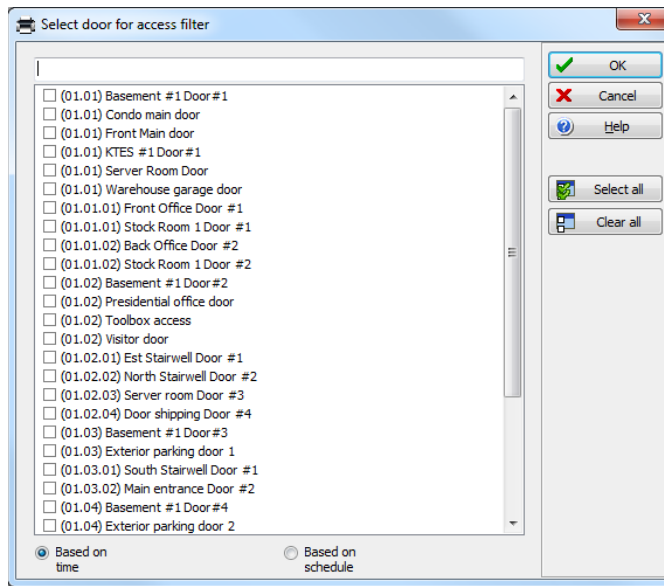 Select door for access filter
(01.01) Basement #1 Door#1
(01.01) Condo main door
(01.01) Front Main door
(01.01) KTES #1 Door#1
(01.01) Server Room Door
(01.01) Warehouse garage door
(01.01.01) Front Office Door #1
(01.01.01) Stock Room 1 Door #1
(01.01.02) Back Office Door #2
(01.01.02) Stock Room 1 Door #2
(01.02) Basement #1 Door#2
(01.02) Presidential office door
(01.02) Toolbox access
(01.02) Visitor door
(01.02.01) Est Stairwell Door #1
(01.02.02) North Stairwell Door #2
(01.02.03) Server room Door #3
(01.02.04) Door shipping Door #4
(01.03) Basement #1 Door#3
(01.03) Exterior parking door 1
(01.03.01) South Stairwell Door #1
(01.03.02) Main entrance Door #2
(01.04) Basement #1 Door#4
(01.04) Exterior parking door 2
Based on
time
Based on
schedule
OK
Cancel
Help
Select all
Clear all